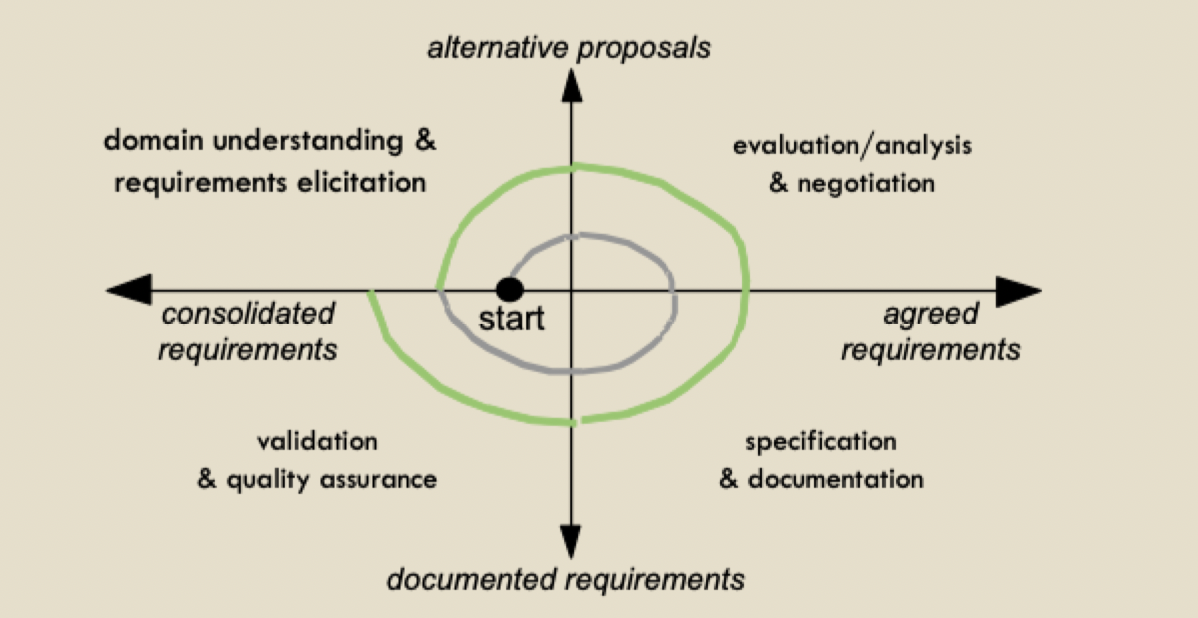 alternative proposals
domain understanding &
requirements elicitation
evaluation/analysis
& negotiation
consolidated
requirements
start
agreed
requirements
validation
& quality assurance
specification
& documentation
documented requirements